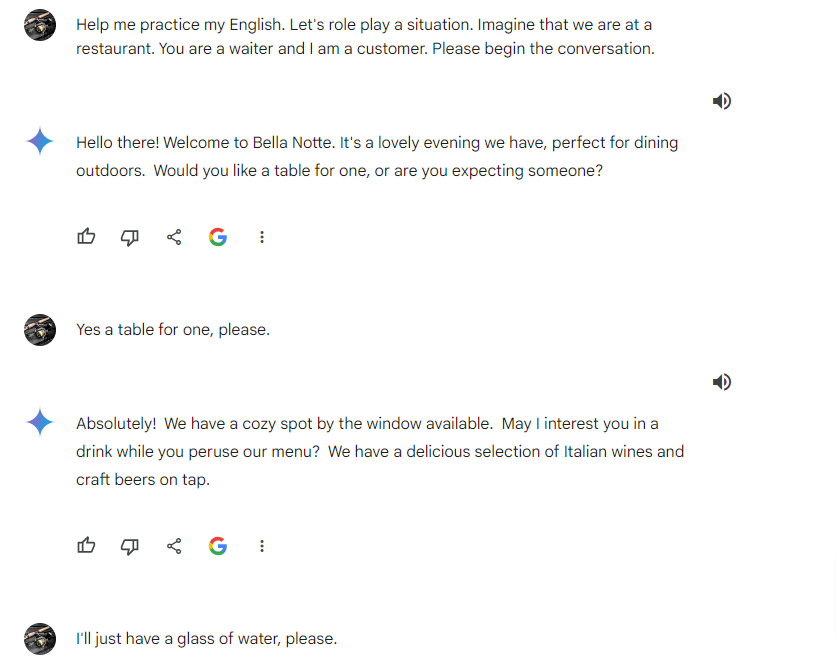 Help me practice my English. Let's role play a situation. Imagine that we are at a
restaurant. You are a waiter and I am a customer. Please begin the conversation.
Hello there! Welcome to Bella Notte. It's a lovely evening we have, perfect for dining
outdoors.  Would you like a table for one, or are you expecting someone?
Yes a table for one, please.
Absolutely!  We have a cozy spot by the window available.  May I interest you in a
drink while you peruse our menu?  We have a delicious selection of Italian wines and
craft beers on tap.
I'll just have a glass of water, please.